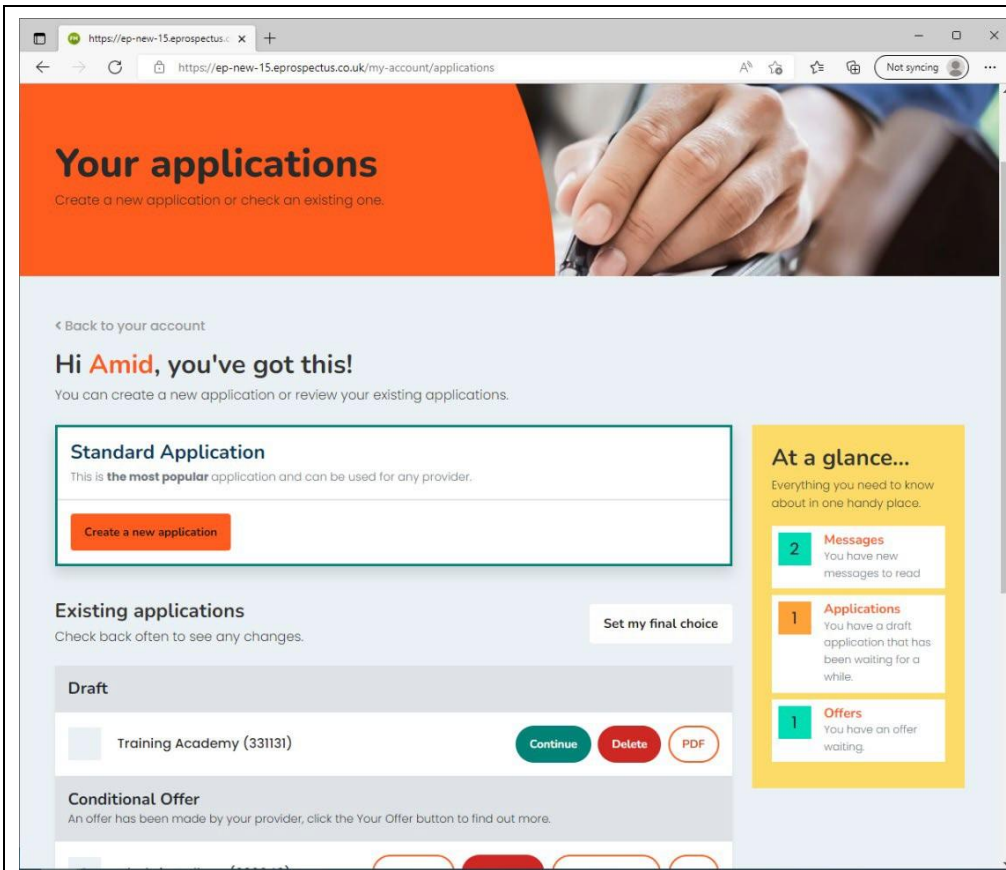 https://ep-new-15.eprospectus.c
https://ep-new-15.eprospectus.co.uk/my-account/applications
Not syncing
Your applications
Create a new application or check an existing one.
Back to your account
Hi Amid, you've got this!
You can create a new application or review your existing applications.
Standard Application
This is the most popular application and can be used for any provider.
Create a new application
Existing applications
Check back often to see any changes.
Set my final choice
Draft
Training Academy (331131)
Continue
Delete
PDF
Conditional Offer
An offer has been made by your provider, click the Your Offer button to find out more.
At a glance...
Everything you need to know
about in one handy place.
2
Messages
You have new
messages to read
1
Applications
You have a draft
application that has
been waiting for a
while.
1
Offers
You have an offer
waiting.